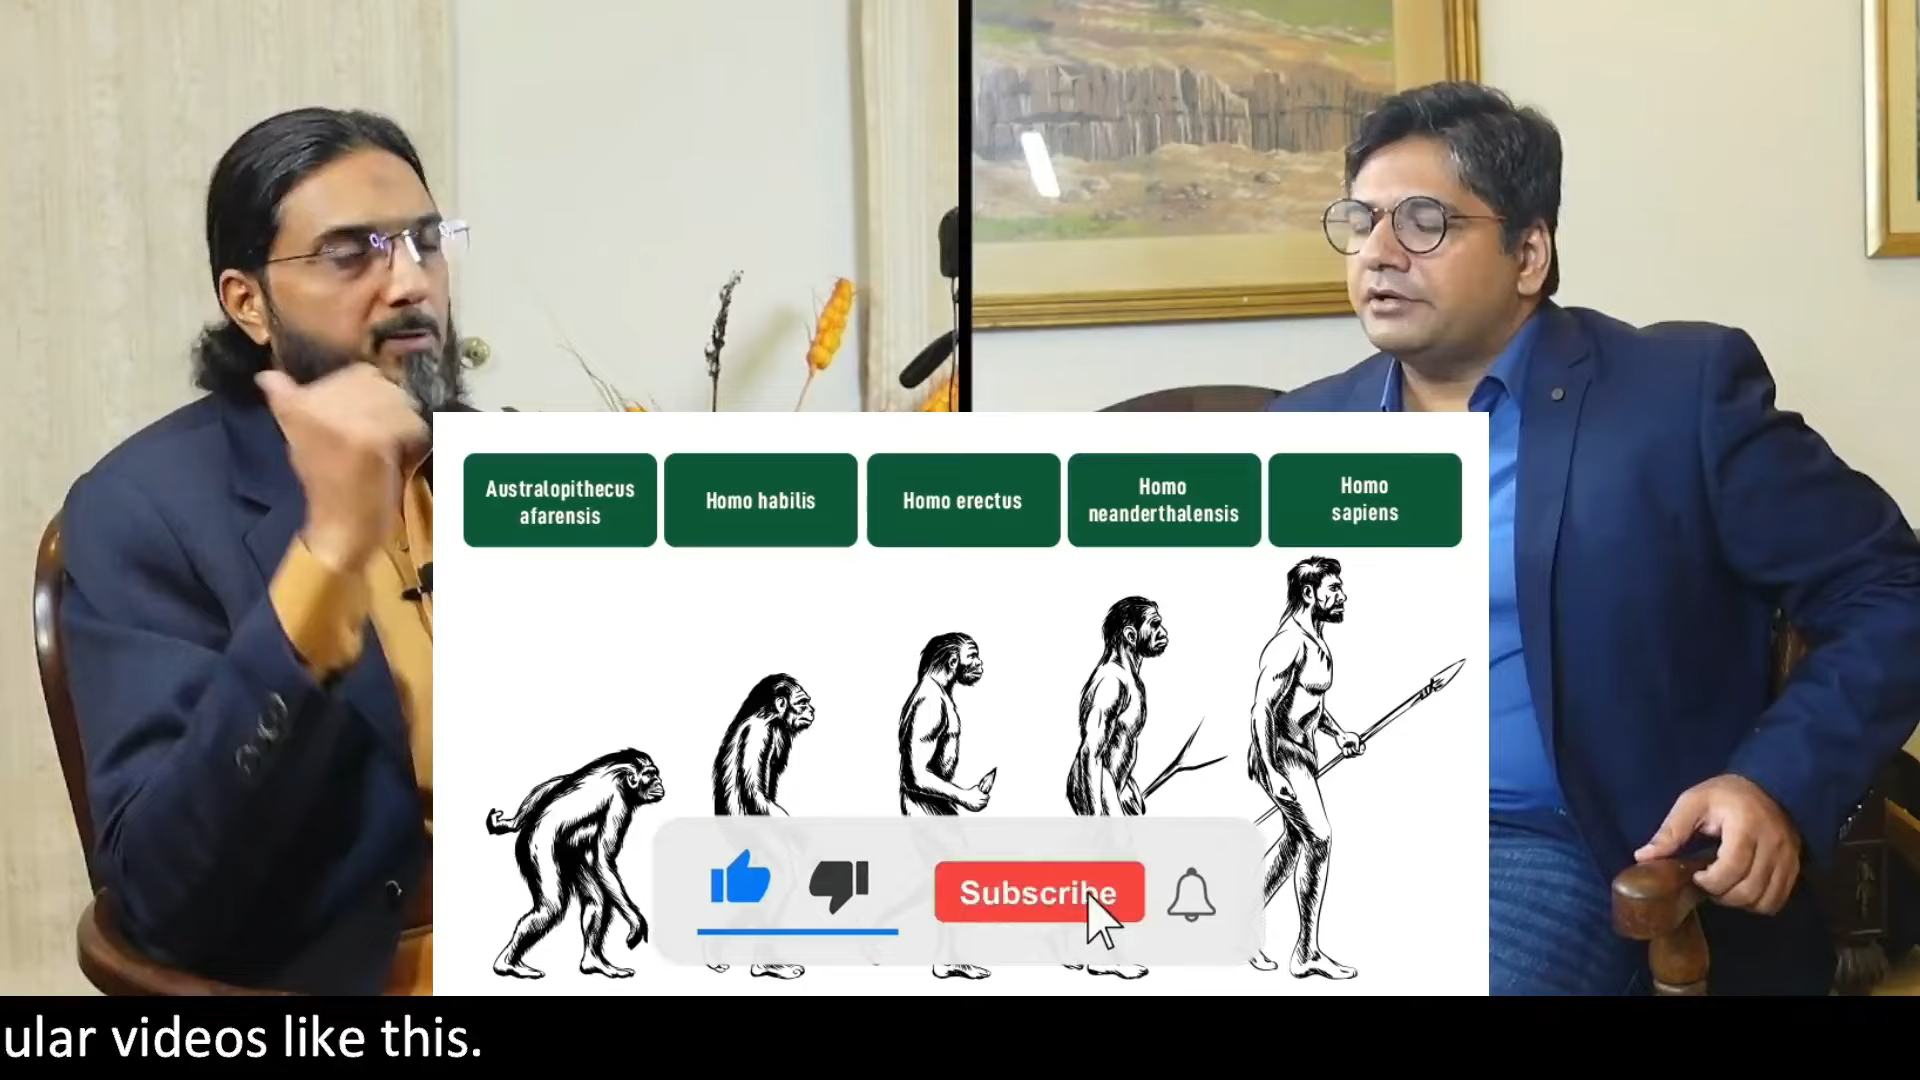 Australopithecus
afarensis
Homo habilis
Homo erectus
Homo
neanderthalensis
Homo
sapiens
Subscribe
ular videos like this.